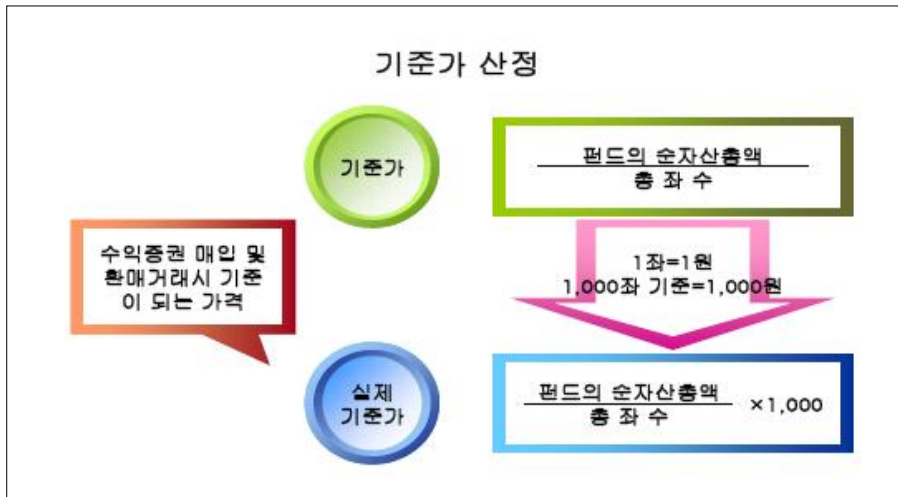 기준가 산정
기준가
펀드의 순자산총액
총 좌 수
수익증권 매입 및
환매거래시 기준
이 되는 가격
1좌=1원
1,000좌 기준=1,000원
실제
기준가
펀드의 순자산총액
총 좌 수
×1,000